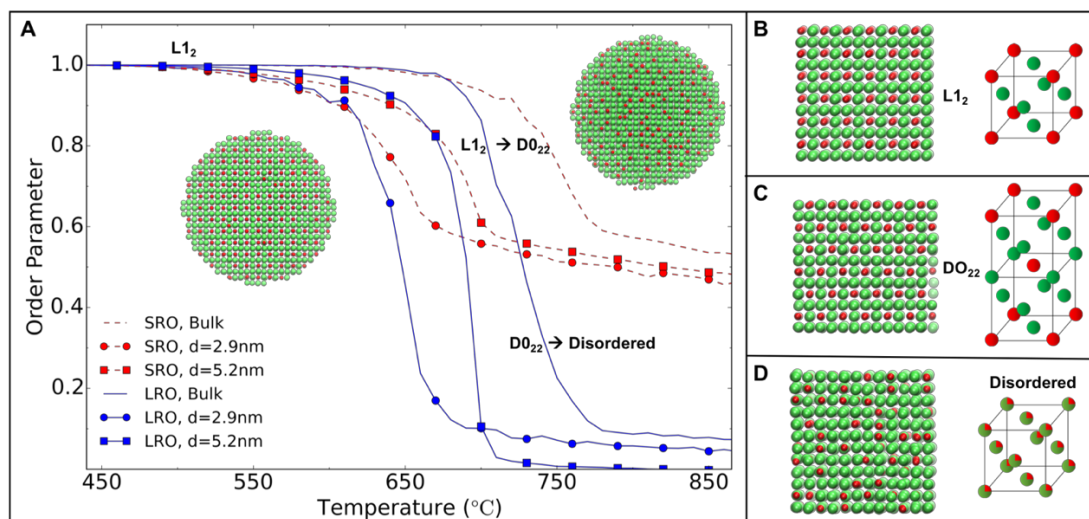 A
L1₂
1.0
0.8
0.6
0.4
0.2
Order Parameter
L1₂ → D0₂₂
D0₂₂ → Disordered
SRO, Bulk
SRO, d=2.9nm
SRO, d=5.2nm
LRO, Bulk
LRO, d=2.9nm
LRO, d=5.2nm
450 550 650 750 850
Temperature (°C)
B
L1₂
C
DO₂₂
D
Disordered